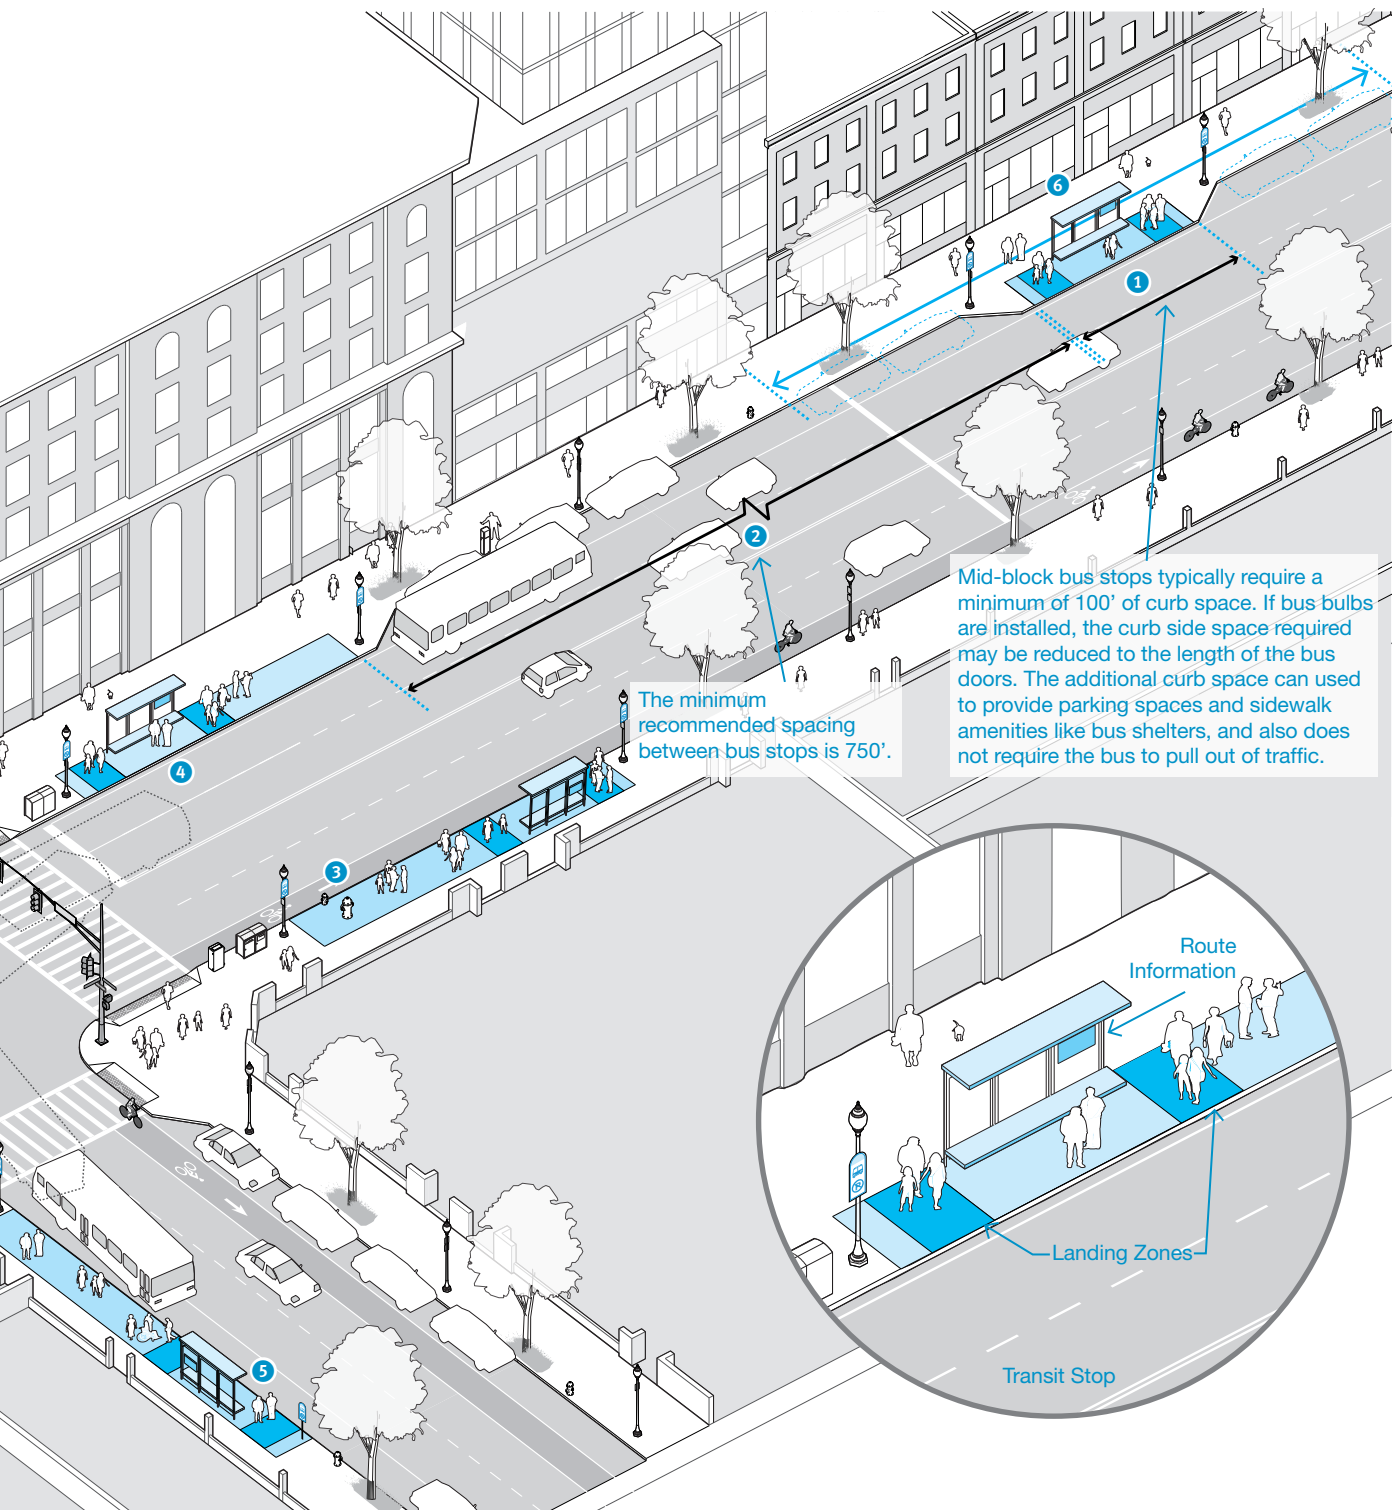 6
1
2
Mid-block bus stops typically require a
minimum of 100’ of curb space. If bus bulbs
are installed, the curb side space required
may be reduced to the length of the bus
doors. The additional curb space can used
to provide parking spaces and sidewalk
amenities like bus shelters, and also does
not require the bus to pull out of traffic.
The minimum
recommended spacing
between bus stops is 750’.
4
3
Route
Information
Landing Zones
Transit Stop
5